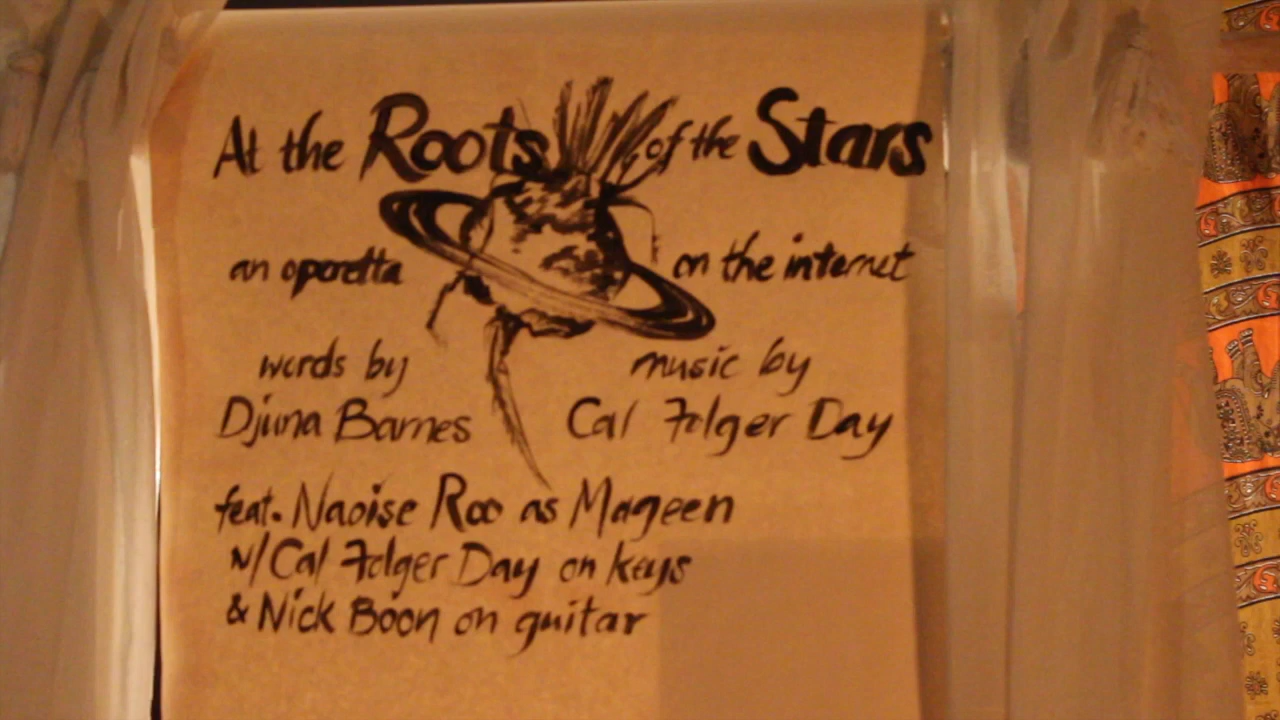 At the Roots of the Stars
an operetta on the internet
words by music by
Djuna Barnes Cal Folger Day
feat. Naoise Roo as Mageen
w/Cal Folger Day on keys
& Nick Boon on guitar